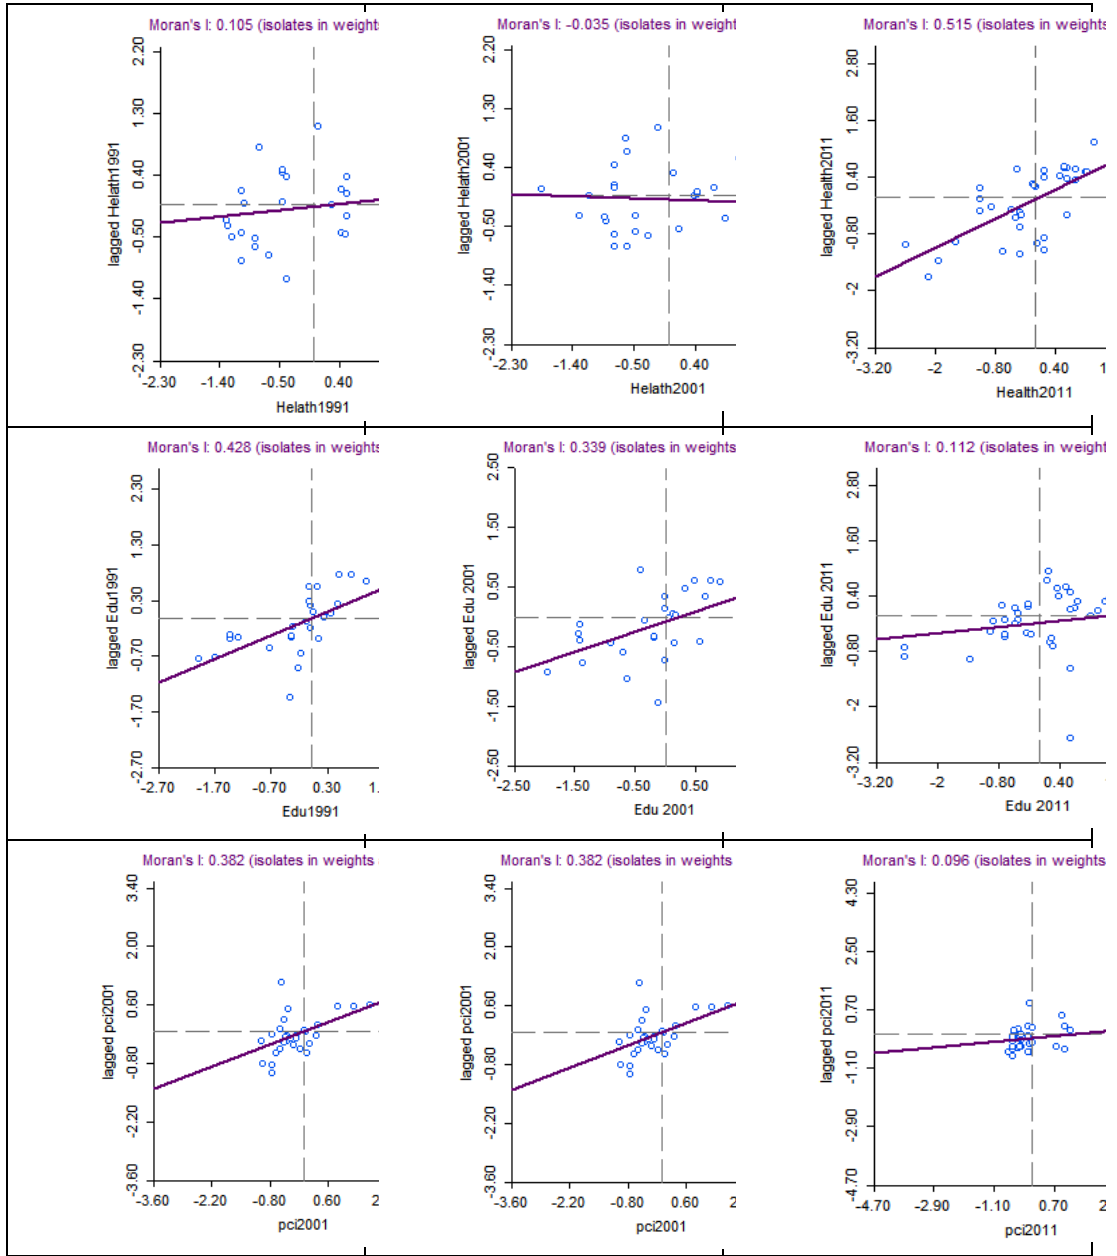 Moran's I: 0.105 (isolates in weights
lagged Helath1991
2.20
1.30
0.40
-0.50
-1.40
-2.30
-2.30 -1.40 -0.50 0.40
Helath1991
Moran's I: -0.035 (isolates in weights
lagged Helath2001
2.20
1.30
0.40
-0.50
-1.40
-2.30
-2.30 -1.40 -0.50 0.40
Helath2001
Moran's I: 0.515 (isolates in weights
lagged Health2011
2.80
1.60
0.40
-0.80
-2
-3.20
-3.20 -2 -0.80 0.40 1
Health2011
Moran's I: 0.428 (isolates in weights
lagged Edu1991
2.30
1.30
0.30
-0.70
-1.70
-2.70
-2.70 -1.70 -0.70 0.30 1.
Edu1991
Moran's I: 0.339 (isolates in weights
lagged Edu 2001
2.50
1.50
0.50
-0.50
-1.50
-2.50
-2.50 -1.50 -0.50 0.50
Edu 2001
Moran's I: 0.112 (isolates in weights
lagged Edu 2011
2.80
1.60
0.40
-0.80
-2
-3.20
-3.20 -2 -0.80 0.40 1
Edu 2011
Moran's I: 0.382 (isolates in weights
lagged pci2001
3.40
2.00
0.60
-0.80
-2.20
-3.60
-3.60 -2.20 -0.80 0.60 2
pci2001
Moran's I: 0.382 (isolates in weights
lagged pci2001
3.40
2.00
0.60
-0.80
-2.20
-3.60
-3.60 -2.20 -0.80 0.60 2
pci2001
Moran's I: 0.096 (isolates in weights
lagged pci2011
4.30
2.50
0.70
-1.10
-2.90
-4.70
-4.70 -2.90 -1.10 0.70 2
pci2011